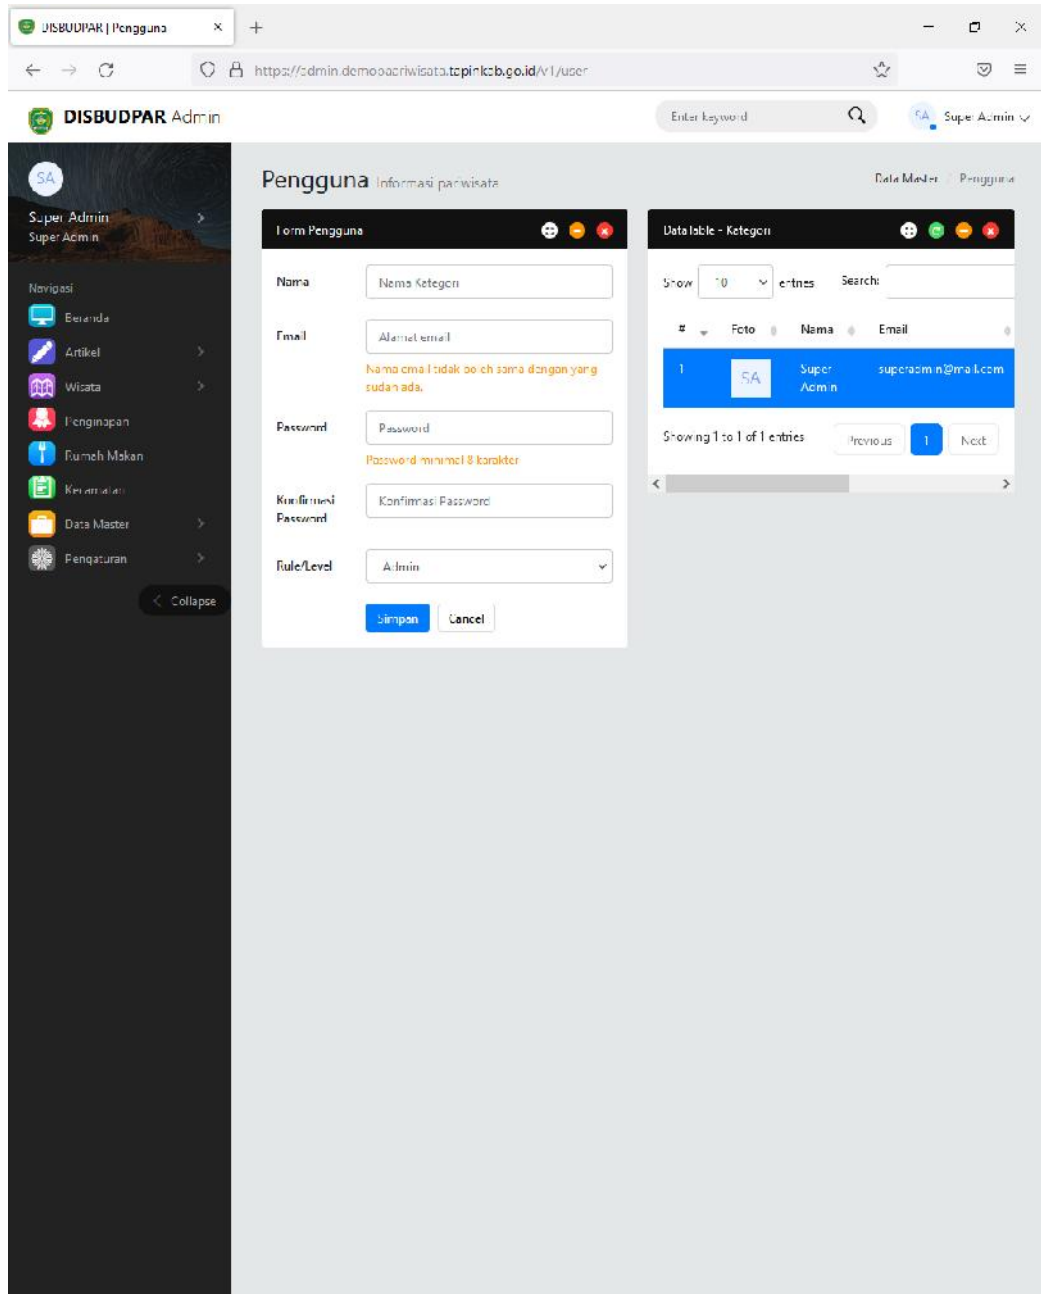 DISBUDPAR | Pengguna
https://admin.demopaariwisata.tapinkab.go.id/v1/user
DISBUDPAR Admin
Enter keyword
SA
Super Admin
SA
Super Admin
Super Admin
Navigasi
Beranda
Artikel
Wisata
Penginapan
Rumah Makan
Kecamatan
Data Master
Pengaturan
Collapse
Pengguna Informasi pariwisata
Data Master / Pengguna
Form Pengguna
Nama
Nama Kategori
Email
Alamat email
Nama email tidak boleh sama dengan yang
sudah ada.
Password
Password
Password minimal 8 karakter
Konfirmasi
Password
Konfirmasi Password
Rule/Level
Admin
Simpan
Cancel
DataTable - Kategori
Show 10 entries
Search:
# Foto Nama Email
1 SA Super Admin superadmin@mail.com
Showing 1 to 1 of 1 entries
Previous 1 Next